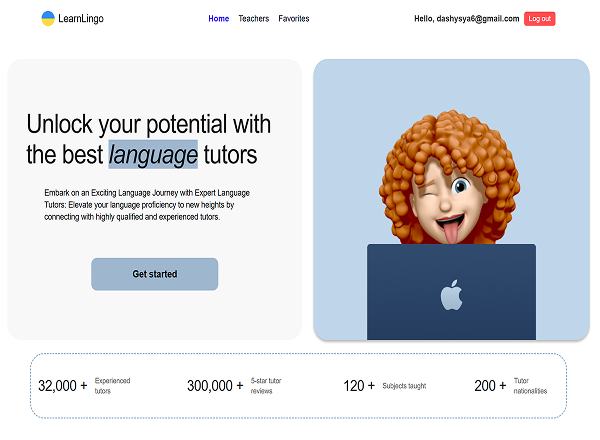 LearnLingo
Home Teachers Favorites
Hello, dashysya6@gmail.com Log out
Unlock your potential with
the best language tutors
Embark on an Exciting Language Journey with Expert Language
Tutors: Elevate your language proficiency to new heights by
connecting with highly qualified and experienced tutors.
Get started
32,000 + Experienced
tutors
300,000 + 5-star tutor
reviews
120 + Subjects taught
200 + Tutor
nationalities